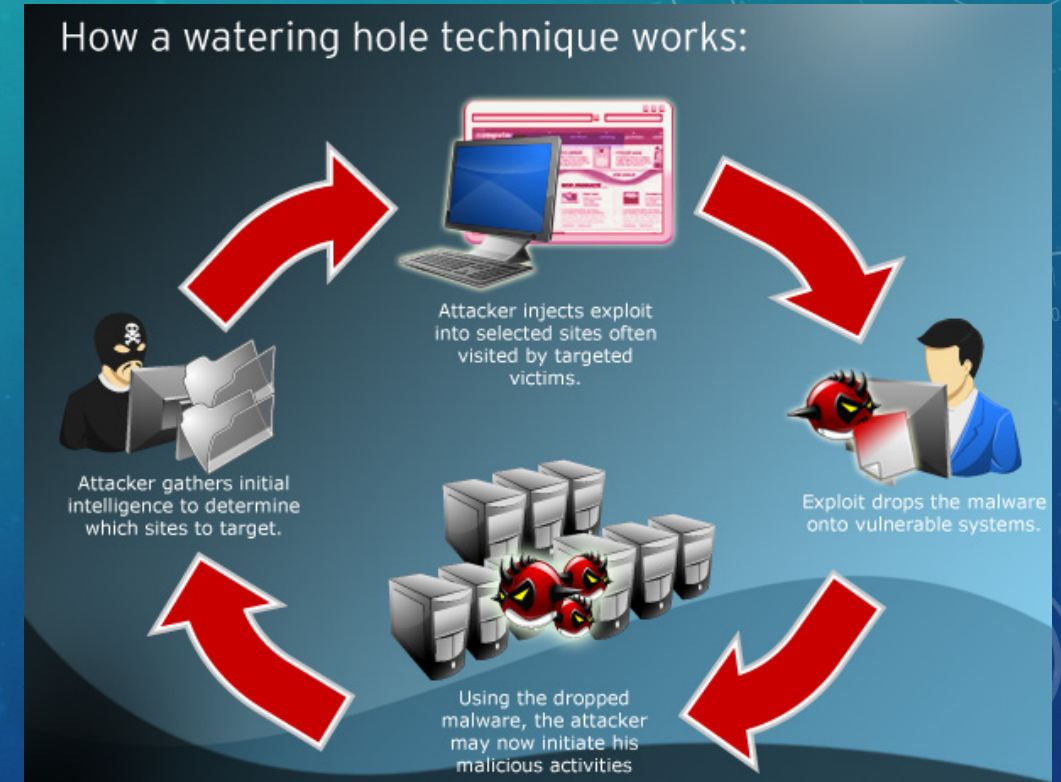 How a watering hole technique works:
Attacker injects exploit
into selected sites often
visited by targeted
victims.
Attacker gathers initial
intelligence to determine
which sites to target.
Exploit drops the malware
onto vulnerable systems.
Using the dropped
malware, the attacker
may now initiate his
malicious activities